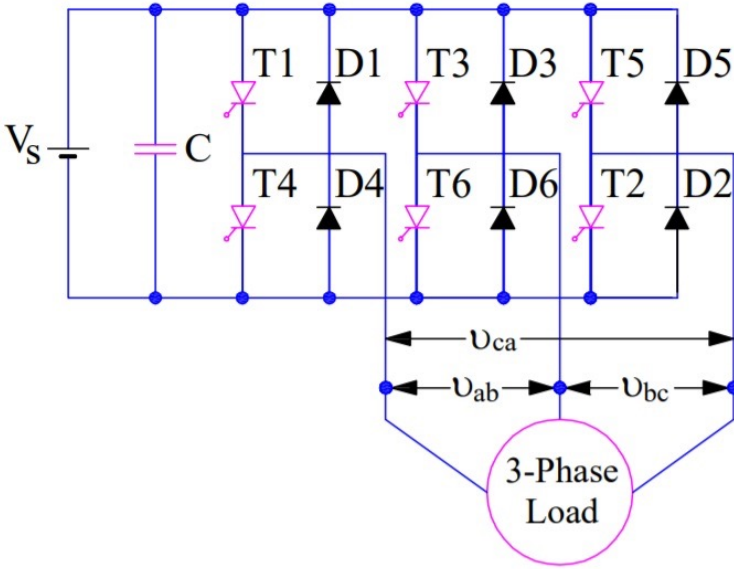 T1 D1 T3 D3 T5 D5
Vs C
T4 D4 T6 D6 T2 D2
υca
υab υbc
3-Phase
Load